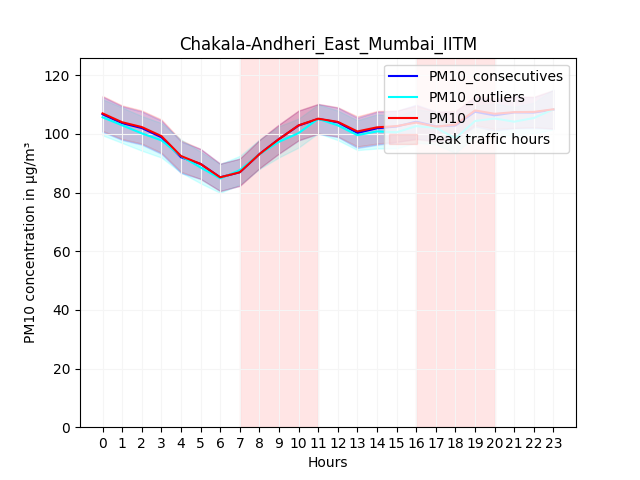 Chakala-Andheri_East_Mumbai_IITM
120
100
80
60
40
20
0
PM10 concentration in µg/m³
PM10_consecutives
PM10_outliers
PM10
Peak traffic hours
0 1 2 3 4 5 6 7 8 9 10 11 12 13 14 15 16 17 18 19 20 21 22 23
Hours